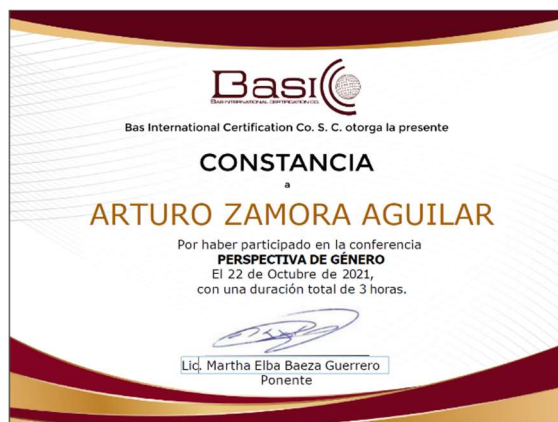 BASIC
BAS INTERNATIONAL CERTIFICATION CO.
Bas International Certification Co. S. C. otorga la presente
CONSTANCIA
a
ARTURO ZAMORA AGUILAR
Por haber participado en la conferencia
PERSPECTIVA DE GÉNERO
El 22 de Octubre de 2021,
con una duración total de 3 horas.
Lic. Martha Elba Baeza Guerrero
Ponente